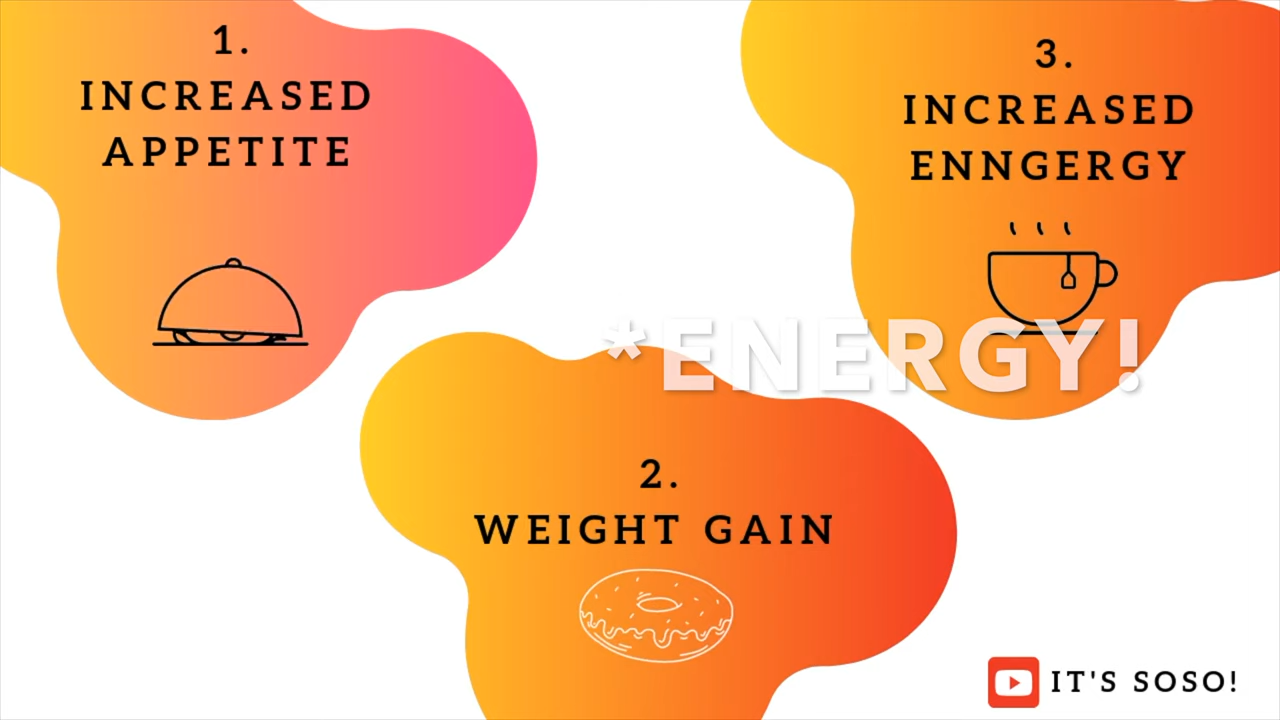 1.
INCREASED
APPETITE
2.
WEIGHT GAIN
3.
INCREASED
ENNGERGY
*ENERGY!
IT'S SOSO!